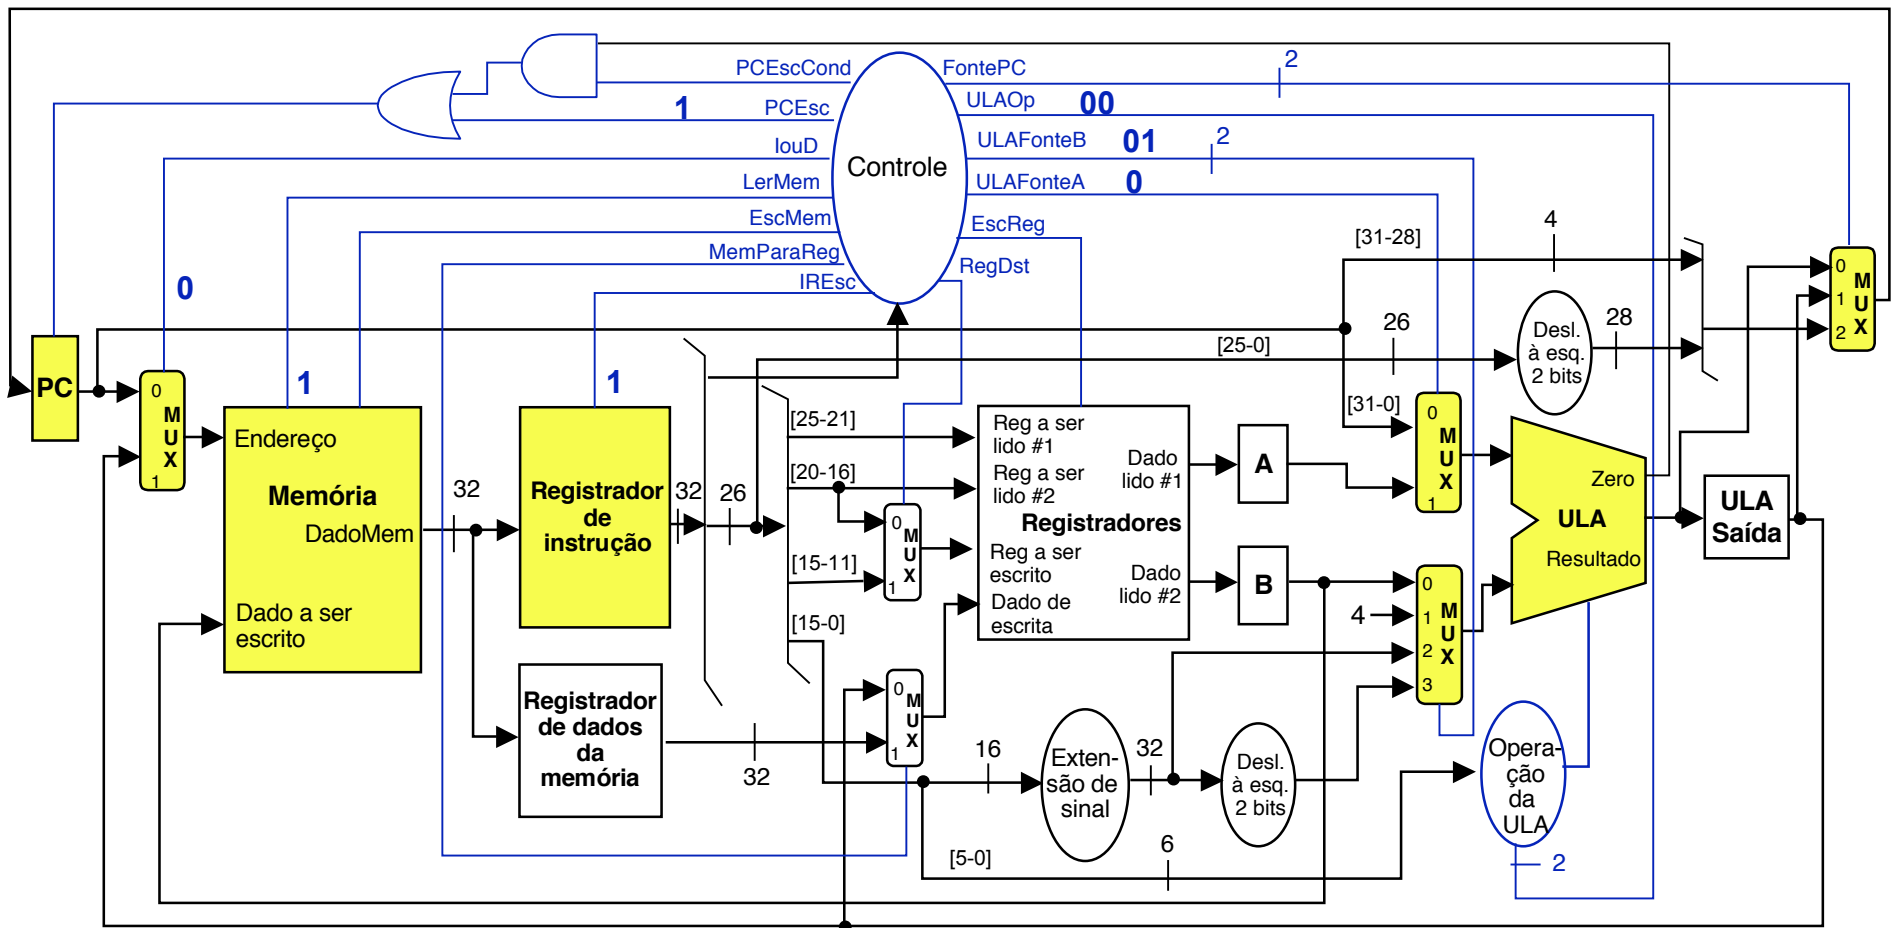 2
PCEscCond
FontePC
ULAOp
00
PCEsc
1
2
ULAFonteB
01
IouD
Controle
LerMem
ULAFonteA
0
EscMem
EscReg
4
[31-28]
MemParaReg
RegDst
IREsc
0
0
M
U
X
1
2
26
28
Desl.
à esq.
2 bits
[25-0]
PC
0
M
U
X
1
1
1
[31-0]
0
M
U
X
1
[25-21]
Endereço
Memória
DadoMem
Dado a ser
escrito
32
Registrador
de
instrução
32
26
[20-16]
[15-11]
[15-0]
0
M
U
X
1
Reg a ser
lido #1
Reg a ser
lido #2
Registradores
Reg a ser
escrito
Dado de
escrita
Dado
lido #1
Dado
lido #2
A
B
Zero
ULA
Resultado
ULA
Saída
0
4
1
2
3
M
U
X
Registrador
de dados
da
memória
32
0
M
U
X
1
16
Exten-
são de
sinal
32
Desl.
à esq.
2 bits
Opera-
ção
da
ULA
[5-0]
6
2